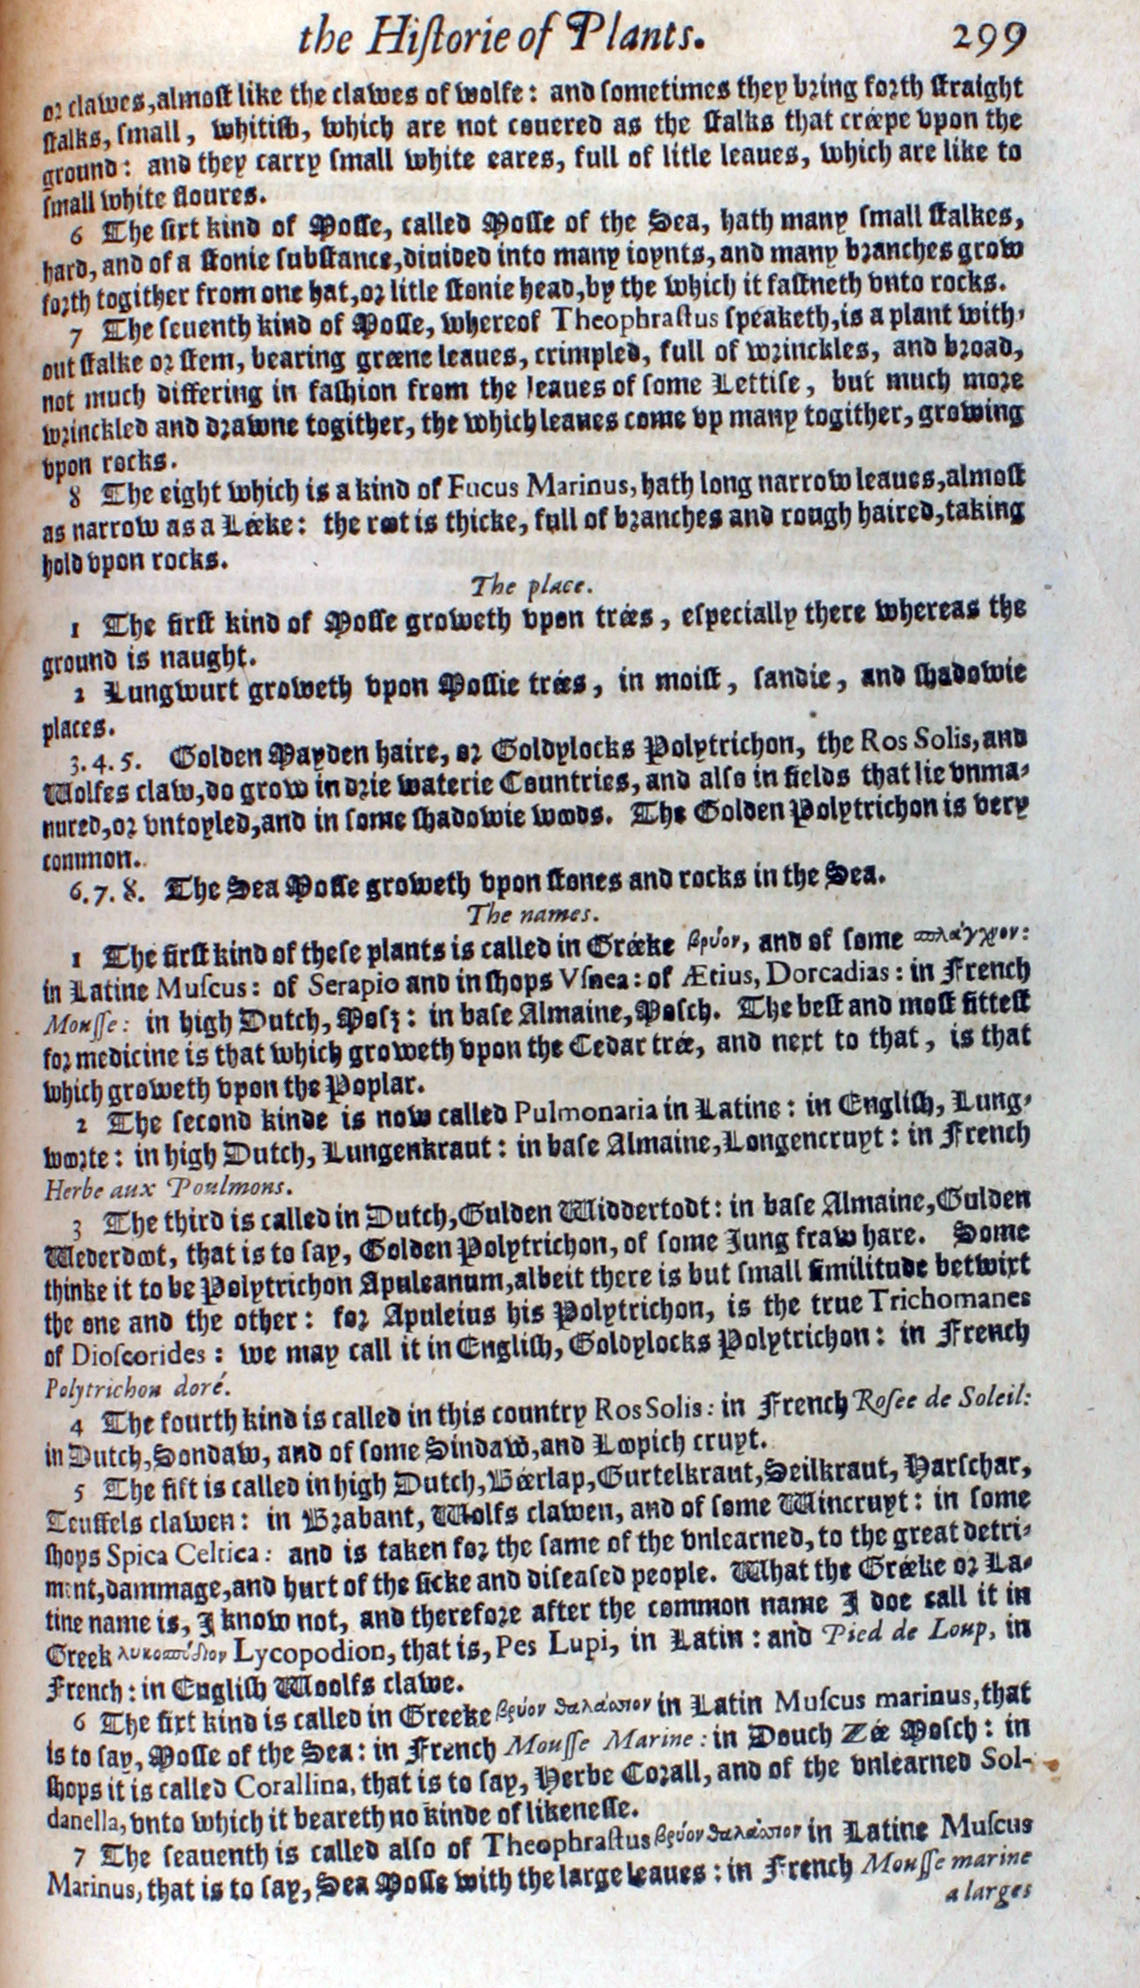 the Hiſtorie of Plants. 299
or clawes, almoſt like the clawes of wolfe: and ſometimes they bring forth ſtraight
ſtalks, ſmall, whitiſh, which are not couered as the ſtalks that creepe vpon the
ground: and they carry ſmall white eares, full of litle leaues, which are like to
ſmall white floures.
6 The ſixt kind of Moſſe, called Moſſe of the Sea, hath many ſmall ſtalkes,
hard, and of a ſtonie ſubſtance, diuided into many ioynts, and many branches grow
forth togither from one hat, or litle ſtonie head, by the which it faſtneth vnto rocks.
7 The ſeuenth kind of Moſſe, whereof Theophraſtus ſpeaketh, is a plant with-
out ſtalke or ſtem, bearing greene leaues, crimpled, full of wrinckles, and broad,
not much differing in faſhion from the leaues of ſome Lettiſe, but much more
wrinckled and drawne togither, the which leaues come vp many togither, growing
vpon rocks.
8 The eight which is a kind of Fucus Marinus, hath long narrow leaues, almoſt
as narrow as a Leeke: the root is thicke, full of branches and rough haired, taking
hold vpon rocks.
The place.
1 The firſt kind of Moſſe groweth vpon trees, eſpecially there whereas the
ground is naught.
2 Lungwurt groweth vpon Moſſie trees, in moiſt, ſandie, and ſhadowie
places.
3. 4. 5. Golden Mayden haire, or Goldylocks Polytrichon, the Ros Solis, and
Wolfes claw, do grow in drie waterie Countries, and alſo in fields that lie vnma-
nured, or vntoyled, and in ſome ſhadowie woods. The Golden Polytrichon is very
common.
6. 7. 8. The Sea Moſſe groweth vpon ſtones and rocks in the Sea.
The names.
1 The firſt kind of theſe plants is called in Greeke βρύον, and of ſome σπλάγχνον:
in Latine Muſcus: of Serapio and in ſhops Vſnea: of Ætius, Dorcadias: in French
Mouſſe: in high Dutch, Moſz: in baſe Almaine, Moſch. The beſt and moſt fitteſt
for medicine is that which groweth vpon the Cedar tree, and next to that, is that
which groweth vpon the Poplar.
2 The ſecond kinde is now called Pulmonaria in Latine: in Engliſh, Lung-
woorte: in high Dutch, Lungenkraut: in baſe Almaine, Longencruyt: in French
Herbe aux Poulmons.
3 The third is called in Dutch, Gulden Widdertodt: in baſe Almaine, Gulden
Wederdoot, that is to ſay, Golden Polytrichon, of ſome Jung fraw hare. Some
thinke it to be Polytrichon Apuleanum, albeit there is but ſmall ſimilitude betwixt
the one and the other: for Apuleius his Polytrichon, is the true Trichomanes
of Dioſcorides: we may call it in Engliſh, Goldylocks Polytrichon: in French
Polytrichon doré.
4 The fourth kind is called in this country Ros Solis: in French Roſee de Soleil:
in Dutch, Sondaw, and of ſome Sindaw, and Loopich cruyt.
5 The fift is called in high Dutch, Beerlap, Gurtelkraut, Seilkraut, Harſchar,
Teuffels clawen: in Brabant, Wolfs clawen, and of ſome Wincruyt: in ſome
ſhops Spica Celtica: and is taken for the ſame of the vnlearned, to the great detri-
ment, dammage, and hurt of the ſicke and diſeaſed people. What the Greeke or La-
tine name is, I know not, and therefore after the common name I doe call it in
Greek λυκοπόδιον Lycopodion, that is, Pes Lupi, in Latin: and Pied de Loup, in
French: in Engliſh Woolfs clawe.
6 The ſixt kind is called in Greeke βρύον θαλάσσιον in Latin Muſcus marinus, that
is to ſay, Moſſe of the Sea: in French Mouſſe Marine: in Douch Zee Moſch: in
ſhops it is called Corallina, that is to ſay, Herbe Corall, and of the vnlearned Sol-
danella, vnto which it beareth no kinde of likeneſſe.
7 The ſeauenth is called alſo of Theophraſtus βρύον θαλάσσιον in Latine Muſcus
Marinus, that is to ſay, Sea Moſſe with the large leaues: in French Mouſſe marine
a larges